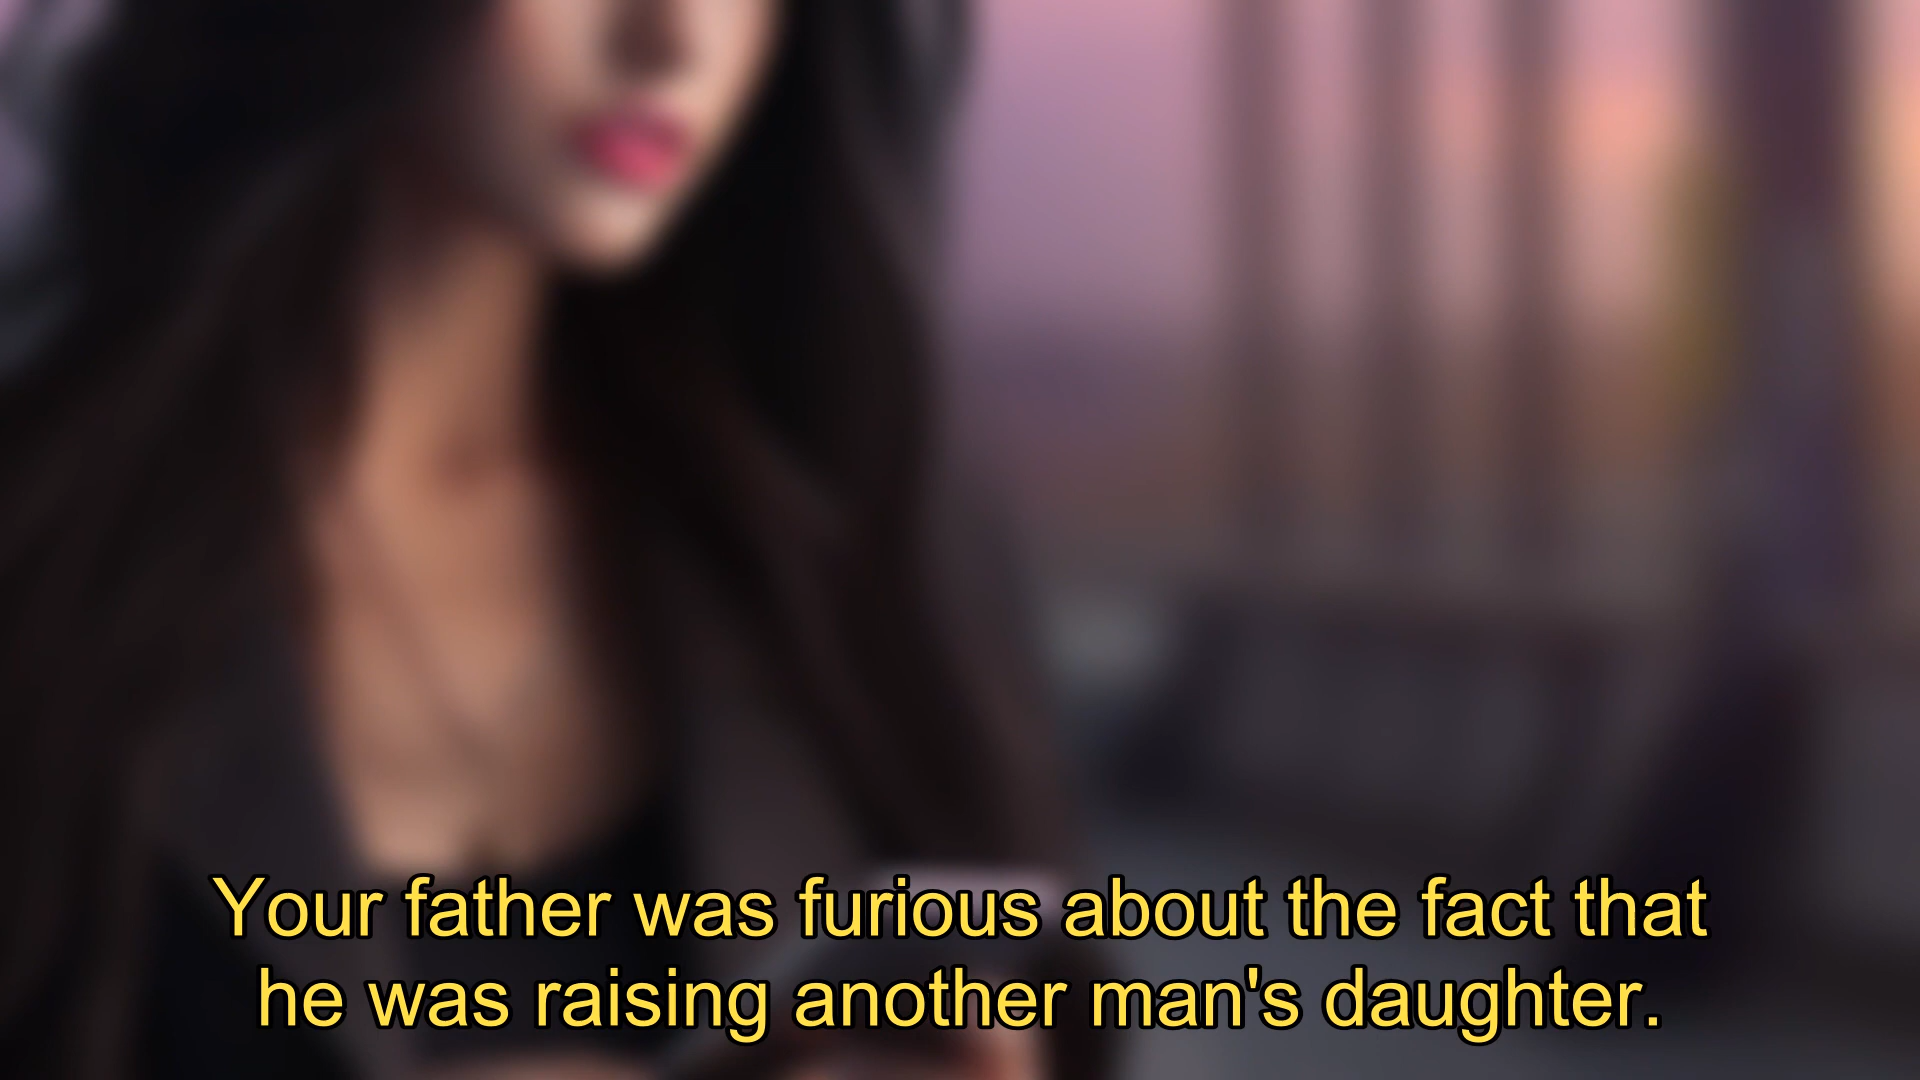 Your father was furious about the fact that
he was raising another man's daughter.